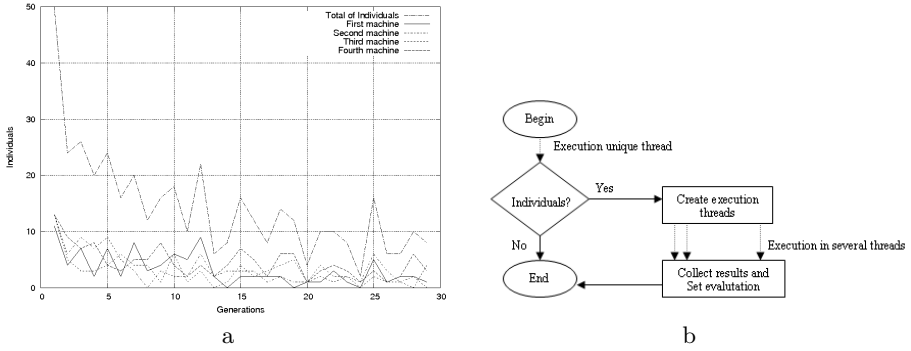 50
40
30
20
10
0
0
5
10
15
20
25
30
Individuals
Generations
Total of Individuals
First machine
Second machine
Third machine
Fourth machine
a
Begin
Execution unique thread
Individuals?
Yes
No
Create execution
threads
Execution in several threads
Collect results and
Set evalutation
End
b